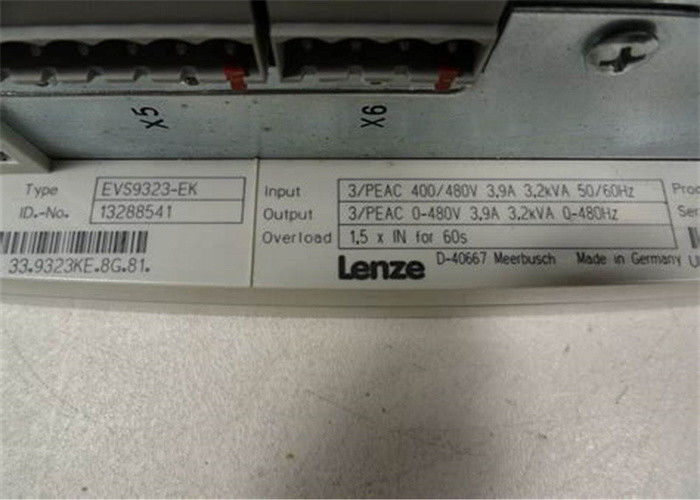 X5
X6
Type EVS9323-EK
ID.-No. 13288541
33.9323KE.8G.81.
Input 3/PEAC 400/480V 3,9A 3,2kVA 50/60Hz
Output 3/PEAC 0-480V 3,9A 3,2kVA 0-480Hz
Overload 1,5 x IN for 60s
Lenze D-40667 Meerbusch Made in Germany